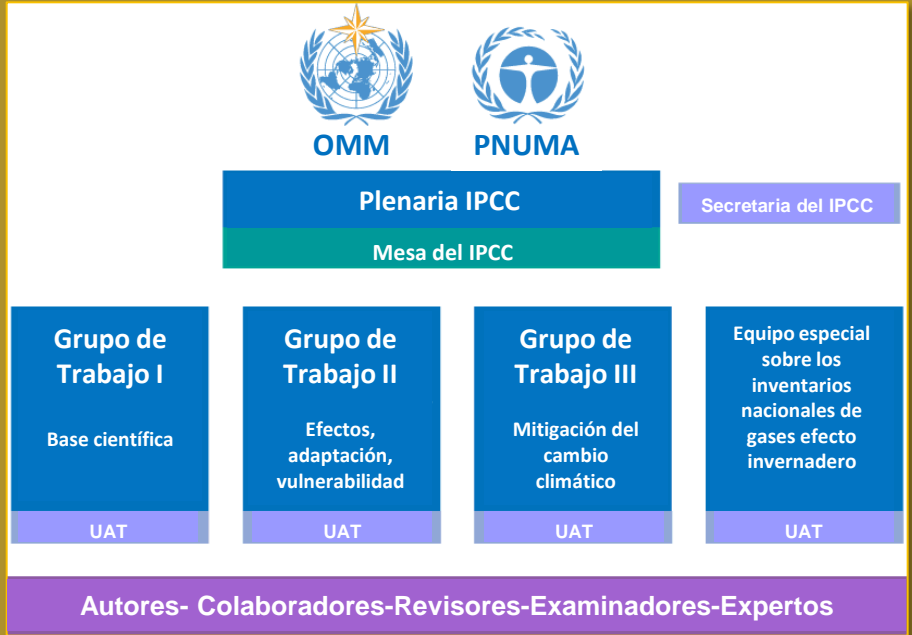 OMM
PNUMA
Plenaria IPCC
Secretaria del IPCC
Mesa del IPCC
Grupo de
Trabajo I
Base científica
UAT
Grupo de
Trabajo II
Efectos,
adaptación,
vulnerabilidad
UAT
Grupo de
Trabajo III
Mitigación del
cambio
climático
UAT
Equipo especial
sobre los
inventarios
nacionales de
gases efecto
invernadero
UAT
Autores- Colaboradores-Revisores-Examinadores-Expertos